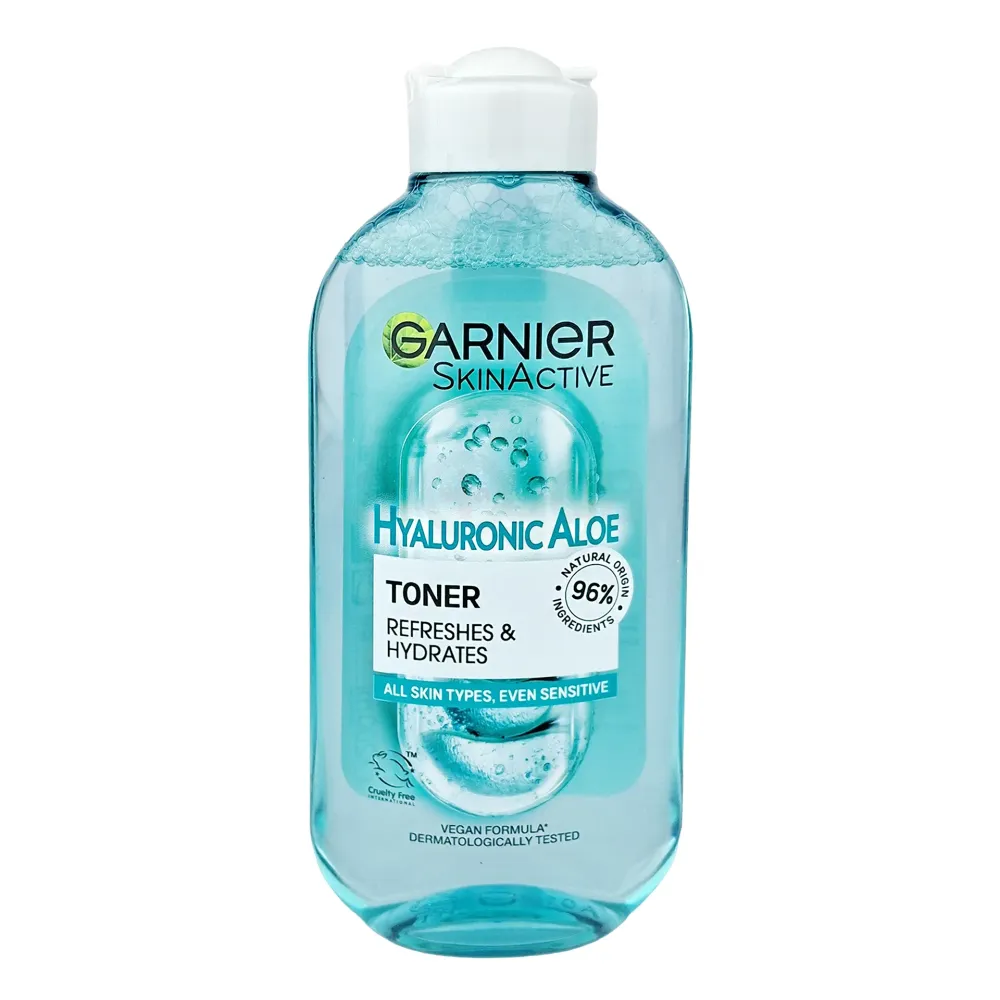 GARNIER
SKINACTIVE
HYALURONIC ALOE
NATURAL ORIGIN
96%
INGREDIENTS
TONER
REFRESHES &
HYDRATES
ALL SKIN TYPES, EVEN SENSITIVE
TM
Cruelty Free
INTERNATIONAL
VEGAN FORMULA*
DERMATOLOGICALLY TESTED